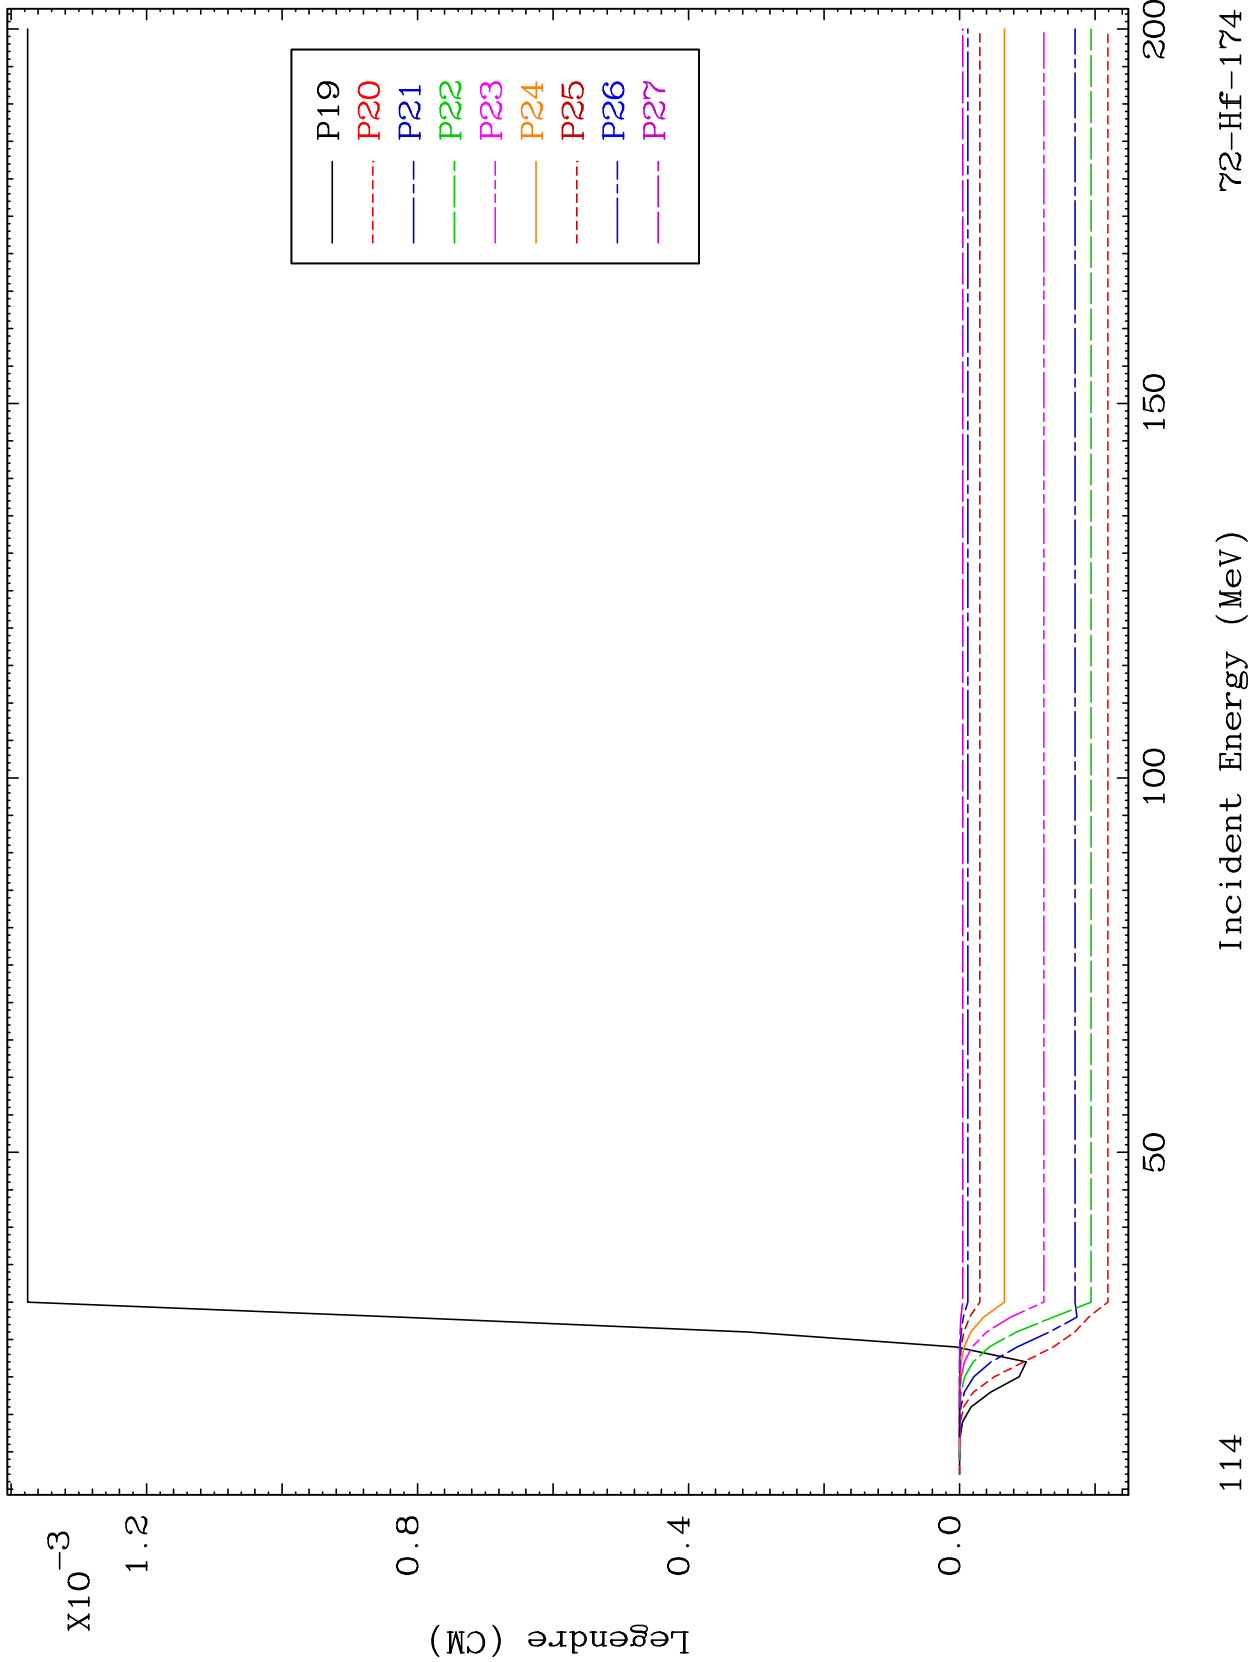 X10-3
1.2
0.8
0.4
0.0
Legendre (CM)
P19
P20
P21
P22
P23
P24
P25
P26
P27
50
100
150
200
Incident Energy (MeV)
114
72-Hf-174